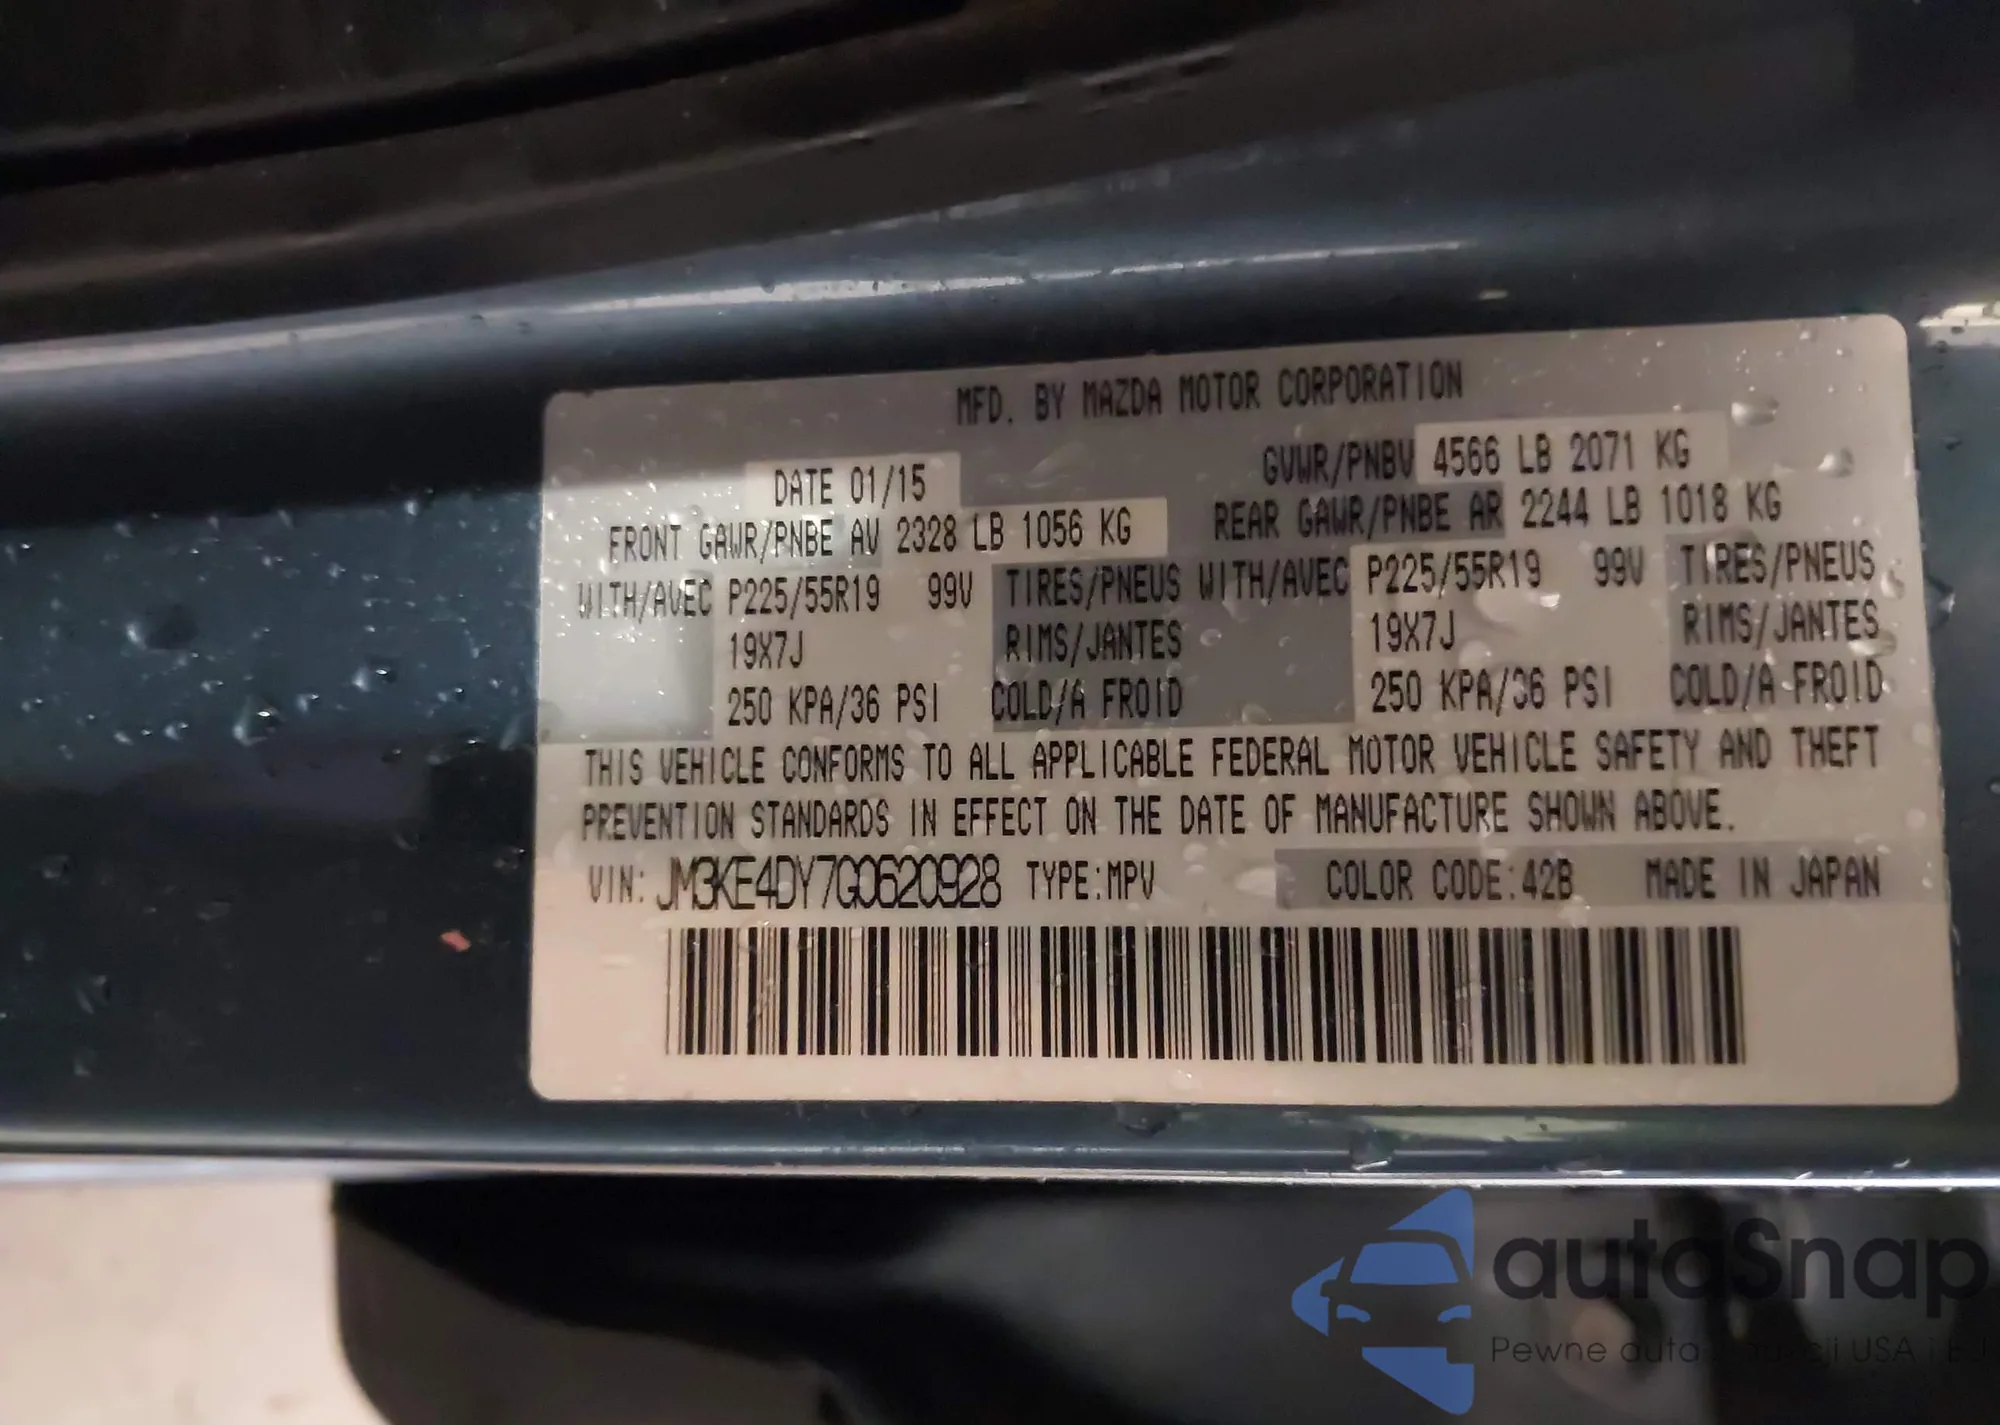 MFD. BY MAZDA MOTOR CORPORATION
DATE 01/15 GVWR/PNBV 4566 LB 2071 KG
FRONT GAWR/PNBE AV 2328 LB 1056 KG REAR GAWR/PNBE AR 2244 LB 1018 KG
WITH/AVEC P225/55R19 99V TIRES/PNEUS WITH/AVEC P225/55R19 99V TIRES/PNEUS
19X7J RIMS/JANTES 19X7J RIMS/JANTES
250 KPA/36 PSI COLD/A FROID 250 KPA/36 PSI COLD/A FROID
THIS VEHICLE CONFORMS TO ALL APPLICABLE FEDERAL MOTOR VEHICLE SAFETY AND THEFT
PREVENTION STANDARDS IN EFFECT ON THE DATE OF MANUFACTURE SHOWN ABOVE.
VIN: JM3KE4DY7G0620928 TYPE:MPV COLOR CODE:42B MADE IN JAPAN
autaSnap
Pewne auta USA i